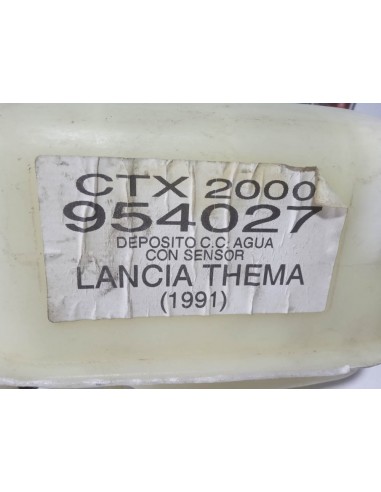 CTX 2000
954027
DEPOSITO C.C. AGUA
CON SENSOR
LANCIA THEMA
(1991)